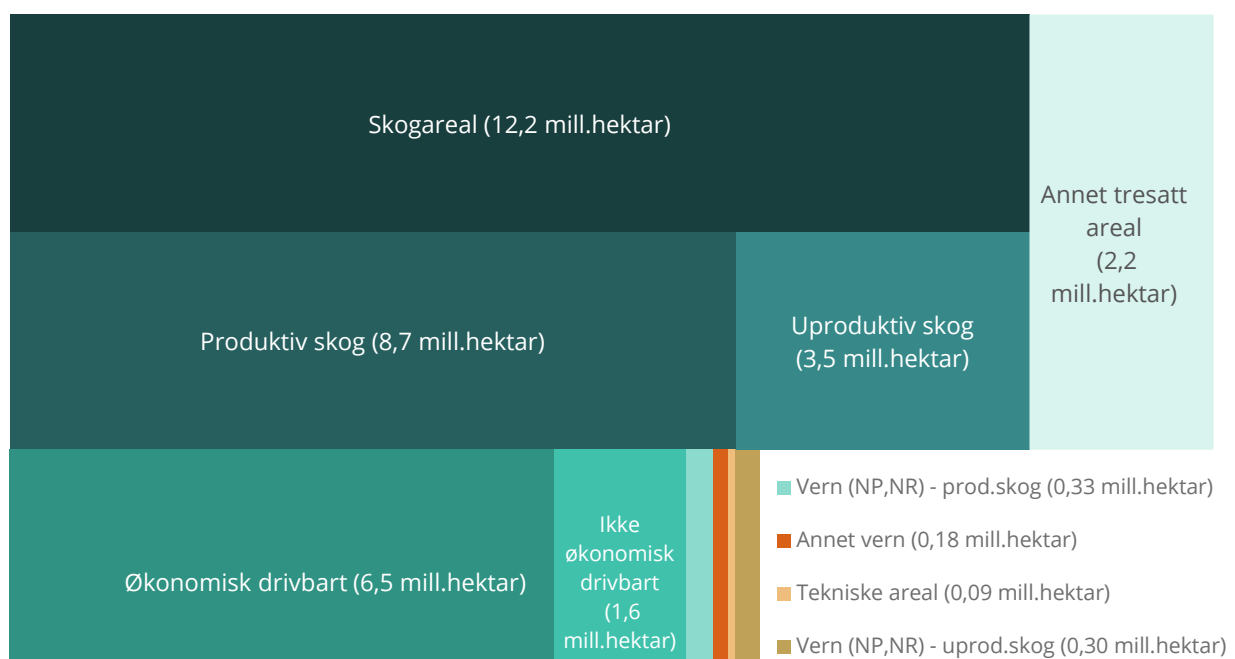 Skogareal (12,2 mill.hektar)
Annet tresatt
areal
(2,2
mill.hektar)
Produktiv skog (8,7 mill.hektar)
Uproduktiv skog
(3,5 mill.hektar)
Økonomisk drivbart (6,5 mill.hektar)
Ikke
økonomisk
drivbart
(1,6
mill.hektar)
Vern (NP,NR) - prod.skog (0,33 mill.hektar)
Annet vern (0,18 mill.hektar)
Tekniske areal (0,09 mill.hektar)
Vern (NP,NR) - uprod.skog (0,30 mill.hektar)